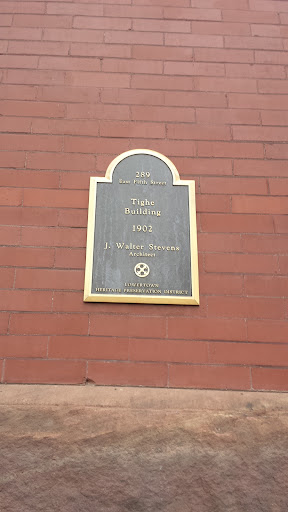 289
East Fifth Street
Tighe
Building
1902
J. Walter Stevens
Architect
LOWERTOWN
HERITAGE PRESERVATION DISTRICT